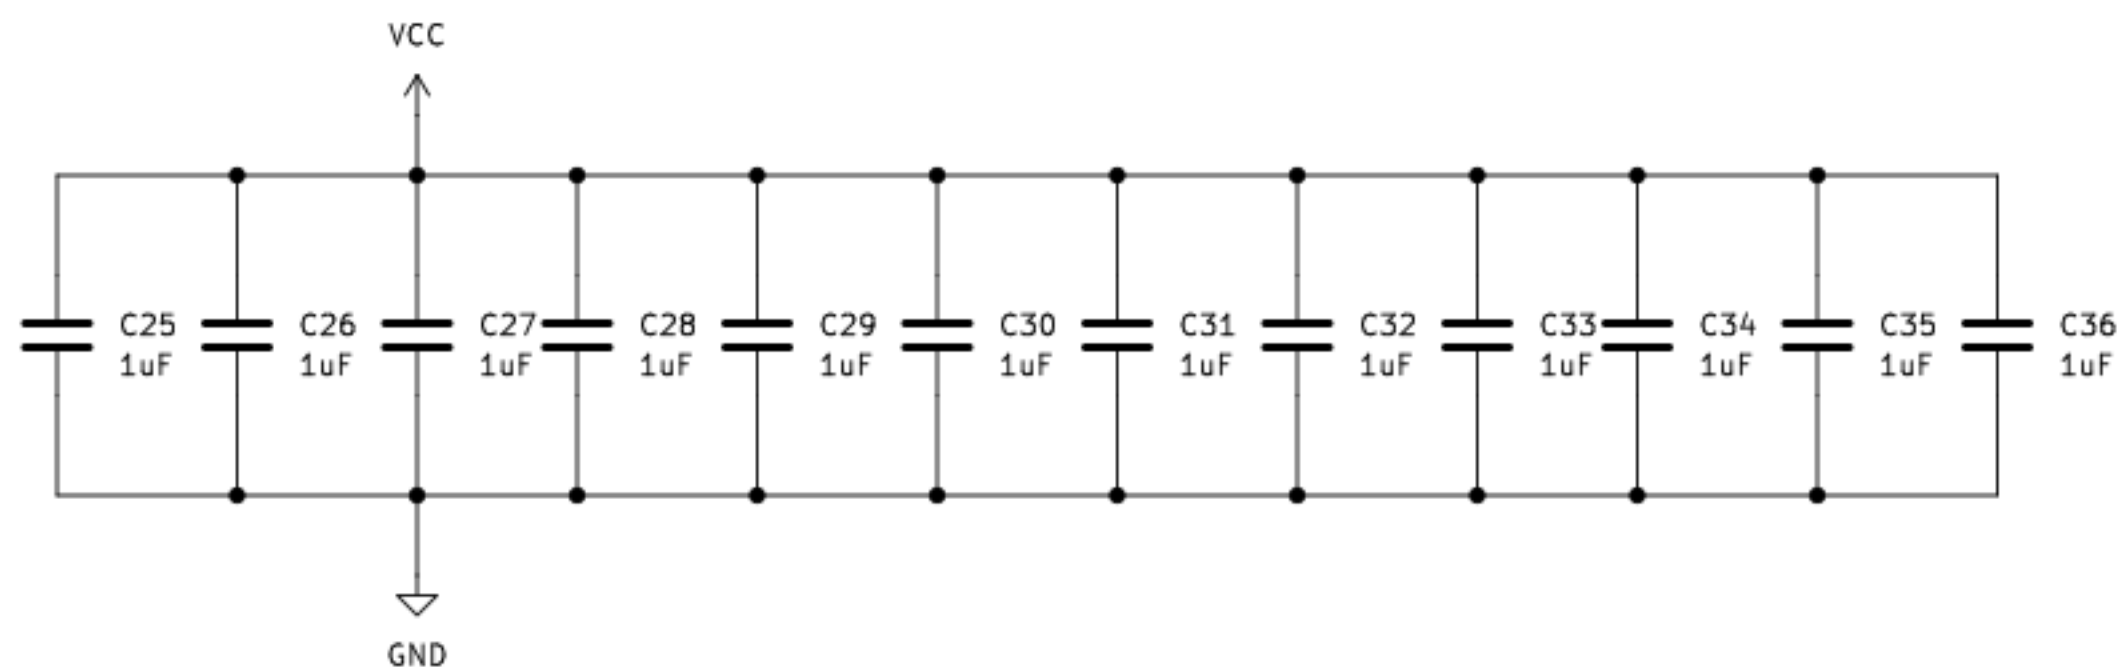 VCC
C25 C26 C27 C28 C29 C30 C31 C32 C33 C34 C35 C36
1uF 1uF 1uF 1uF 1uF 1uF 1uF 1uF 1uF 1uF 1uF 1uF
GND